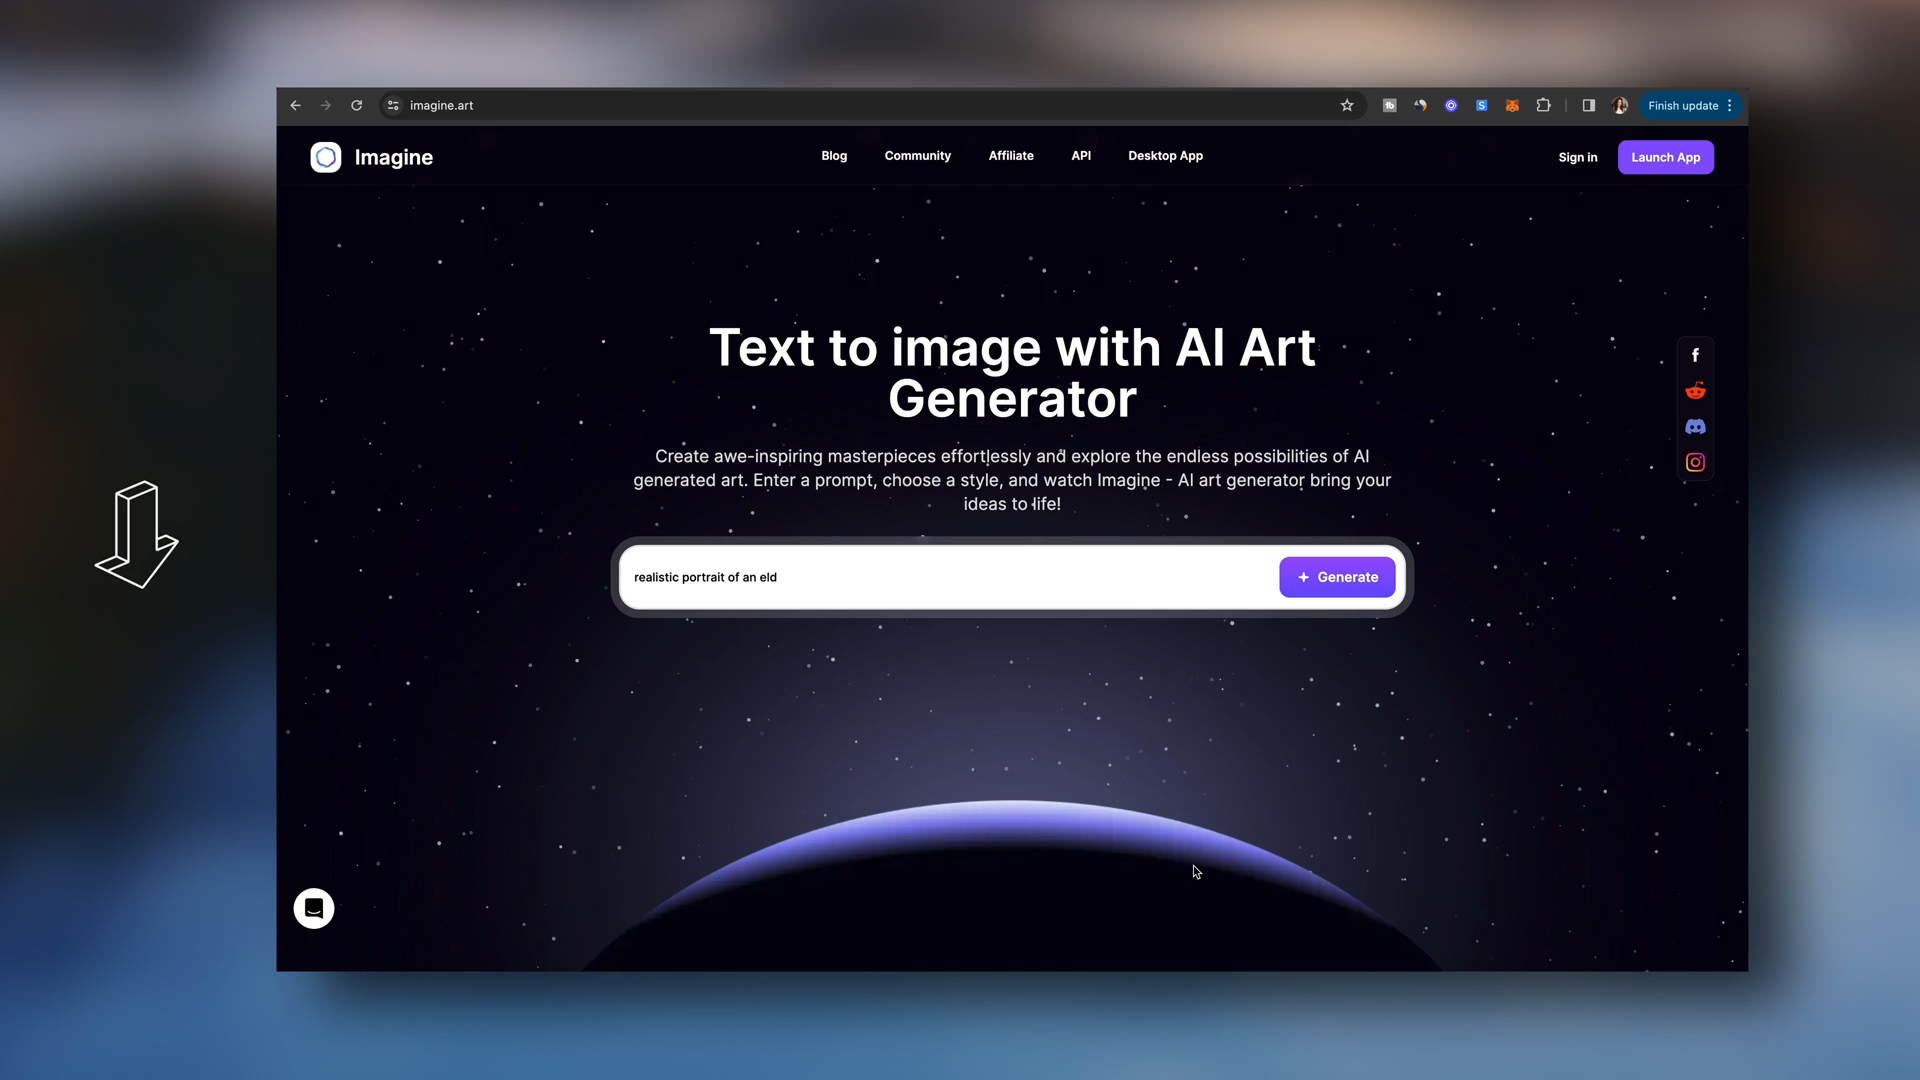 imagine.art
Finish update
Imagine
Blog
Community
Affiliate
API
Desktop App
Sign in
Launch App
Text to image with AI Art
Generator
Create awe-inspiring masterpieces effortlessly and explore the endless possibilities of AI
generated art. Enter a prompt, choose a style, and watch Imagine - AI art generator bring your
ideas to life!
realistic portrait of an eld
Generate